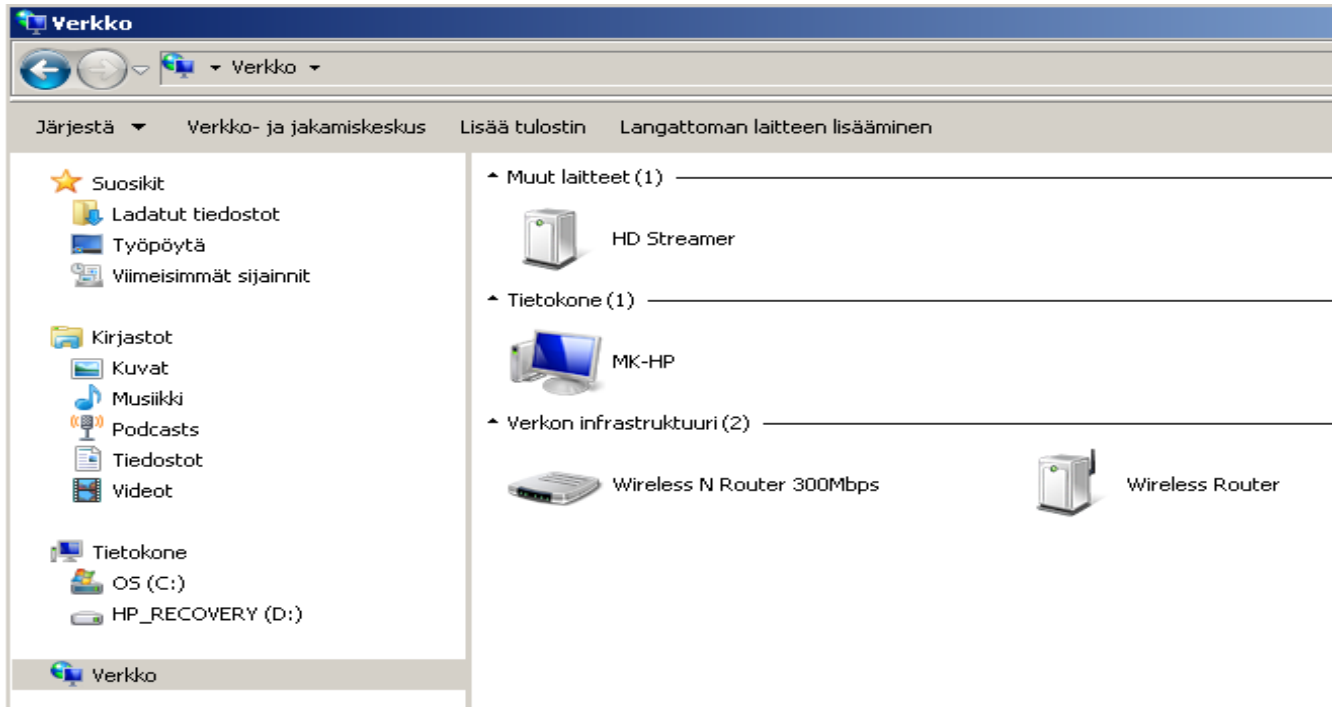 Verkko
Verkko
Järjestä Verkko- ja jakamiskeskus Lisää tulostin Langattoman laitteen lisääminen
Suosikit
Ladatut tiedostot
Työpöytä
Viimeisimmät sijainnit
Kirjastot
Kuvat
Musiikki
Podcasts
Tiedostot
Videot
Tietokone
OS (C:)
HP_RECOVERY (D:)
Verkko
Muut laitteet (1)
HD Streamer
Tietokone (1)
MK-HP
Verkon infrastruktuuri (2)
Wireless N Router 300Mbps Wireless Router